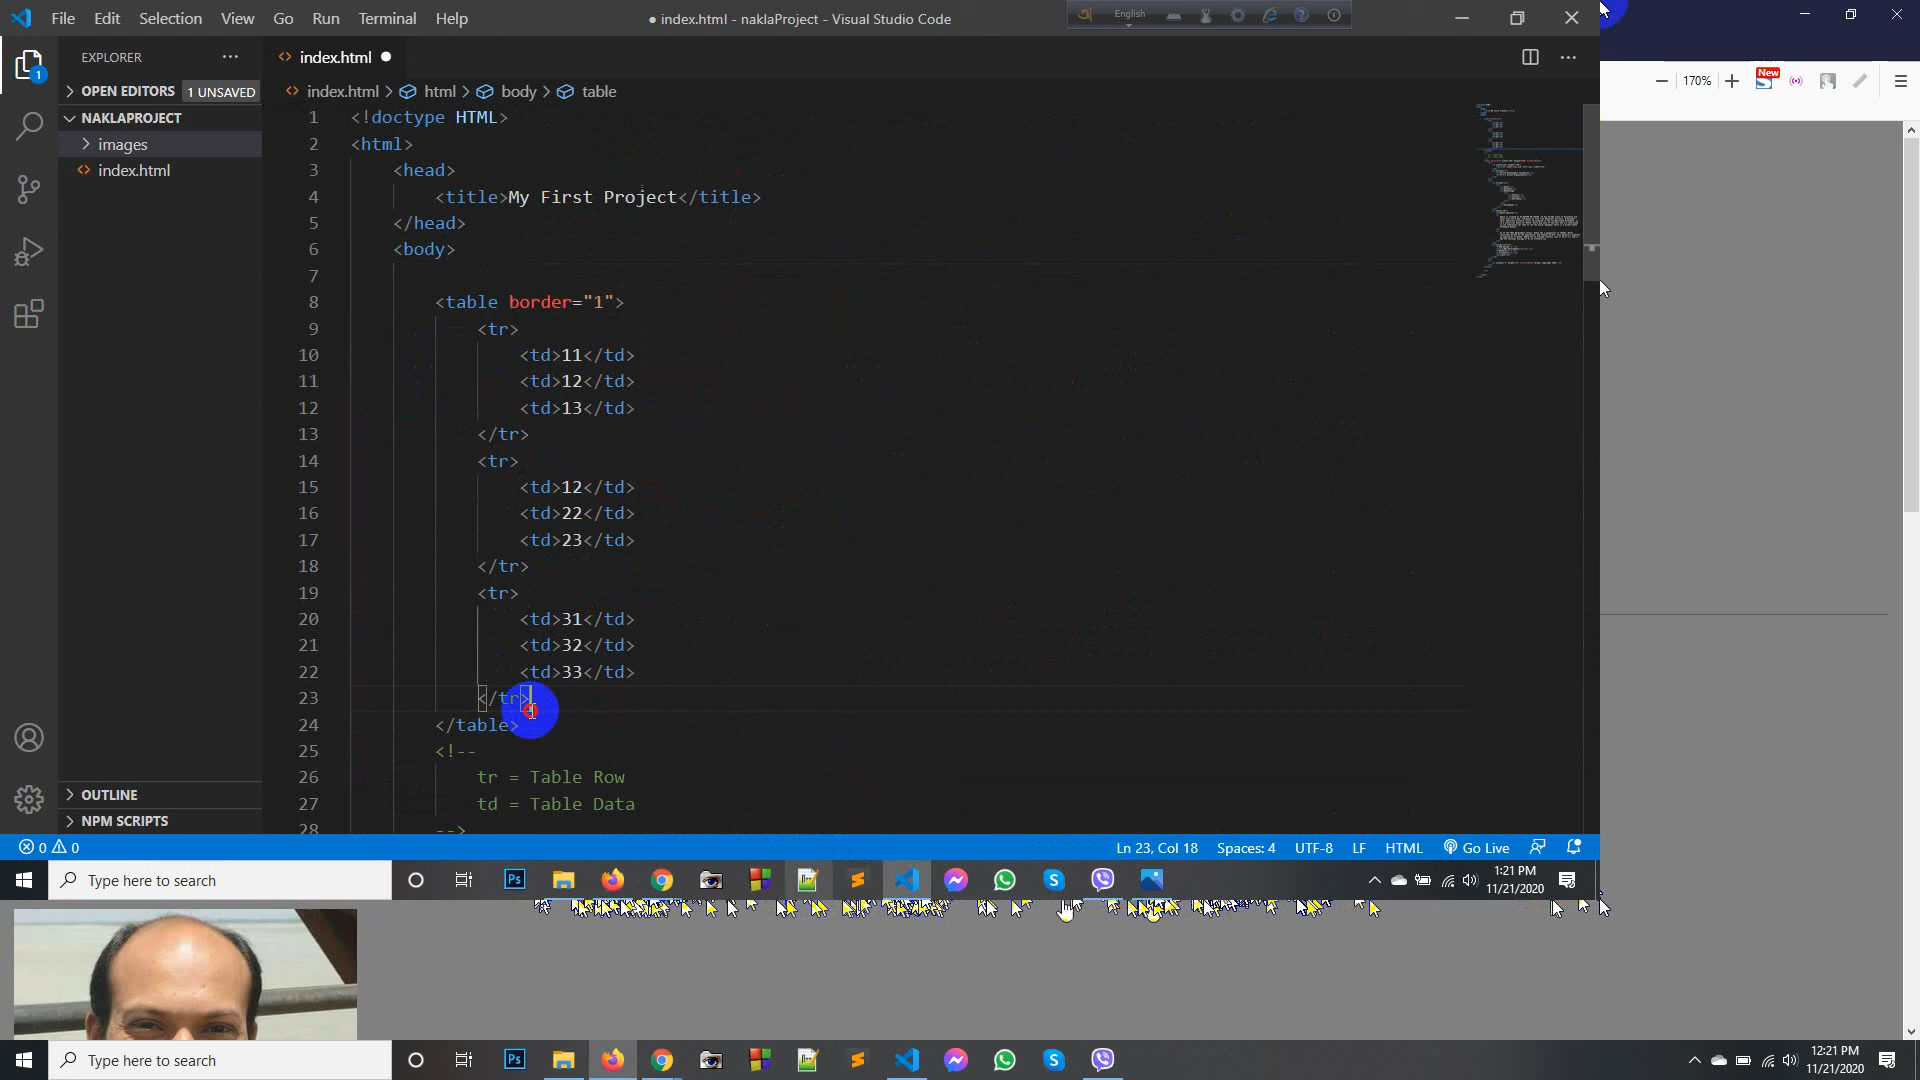 File Edit Selection View Go Run Terminal Help
● index.html - naklaProject - Visual Studio Code
English
EXPLORER
index.html
New
170%
OPEN EDITORS 1 UNSAVED
index.html > html > body > table
NAKLAPROJECT
images
index.html
1 <!doctype HTML>
2 <html>
3 <head>
4 <title>My First Project</title>
5 </head>
6 <body>
7
8 <table border="1">
9 <tr>
10 <td>11</td>
11 <td>12</td>
12 <td>13</td>
13 </tr>
14 <tr>
15 <td>12</td>
16 <td>22</td>
17 <td>23</td>
18 </tr>
19 <tr>
20 <td>31</td>
21 <td>32</td>
22 <td>33</td>
23 </tr>
24 </table>
25 <!--
26 tr = Table Row
27 td = Table Data
28 -->
OUTLINE
NPM SCRIPTS
0 0
Ln 23, Col 18 Spaces: 4 UTF-8 LF HTML Go Live
Type here to search
Ps
1:21 PM
11/21/2020
Type here to search
Ps
12:21 PM
11/21/2020